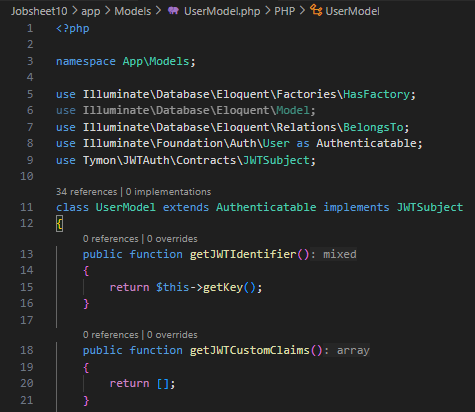 Jobsheet10 > app > Models > UserModel.php > PHP > UserModel
1 <?php
2
3 namespace App\Models;
4
5 use Illuminate\Database\Eloquent\Factories\HasFactory;
6 use Illuminate\Database\Eloquent\Model;
7 use Illuminate\Database\Eloquent\Relations\BelongsTo;
8 use Illuminate\Foundation\Auth\User as Authenticatable;
9 use Tymon\JWTAuth\Contracts\JWTSubject;
10
34 references | 0 implementations
11 class UserModel extends Authenticatable implements JWTSubject
12 {
0 references | 0 overrides
13 public function getJWTIdentifier(): mixed
14 {
15 return $this->getKey();
16 }
17
0 references | 0 overrides
18 public function getJWTCustomClaims(): array
19 {
20 return [];
21 }